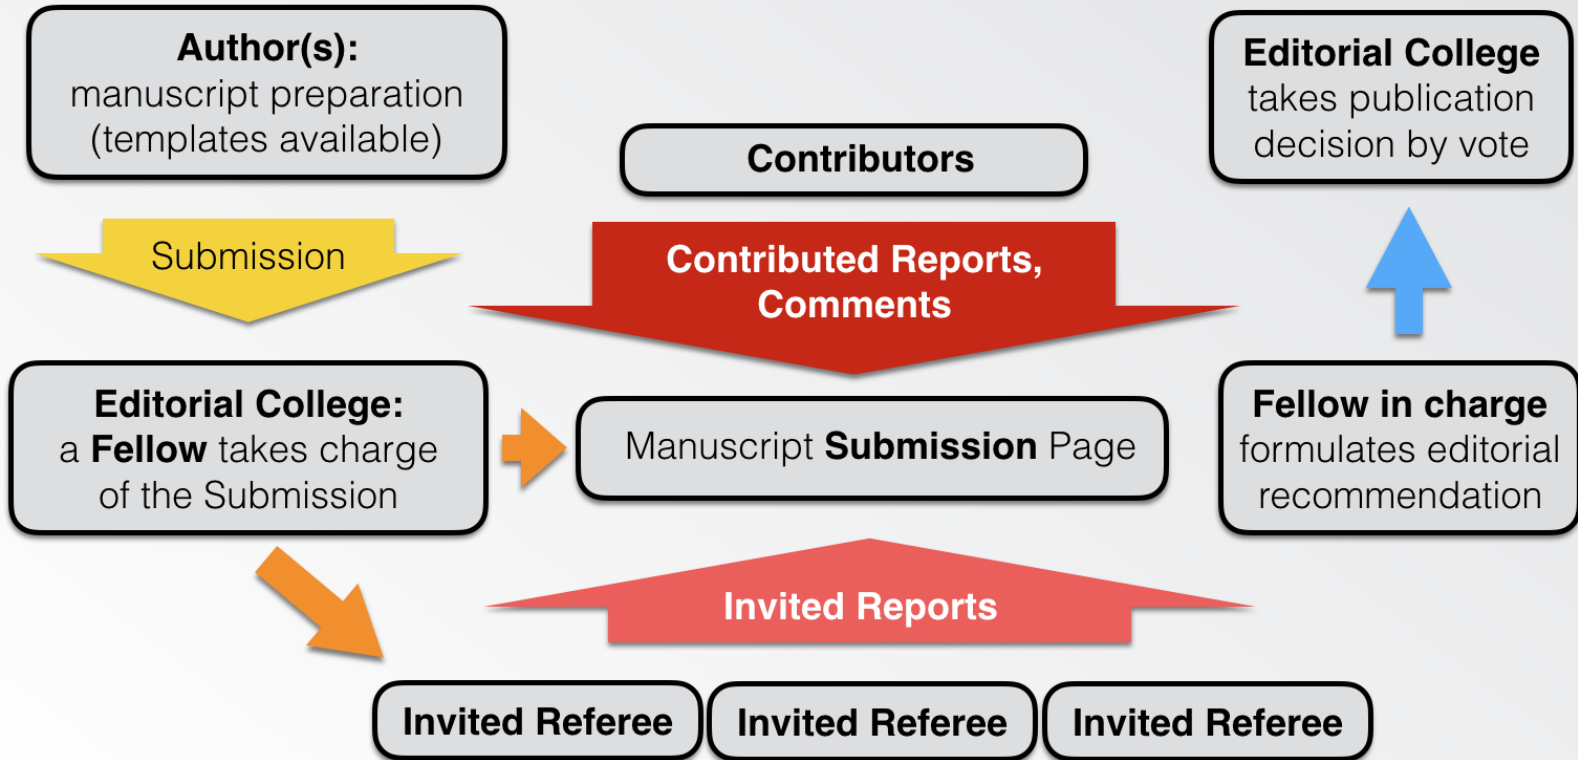 Author(s):
manuscript preparation
(templates available)
Submission
Editorial College:
a Fellow takes charge
of the Submission
Contributors
Contributed Reports,
Comments
Manuscript Submission Page
Invited Reports
Invited Referee
Invited Referee
Invited Referee
Editorial College
takes publication
decision by vote
Fellow in charge
formulates editorial
recommendation